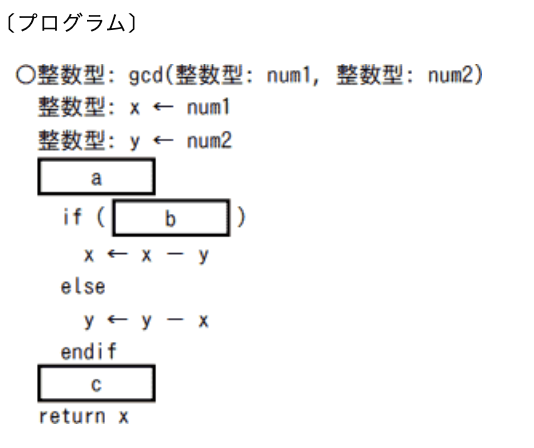 〔プログラム〕
〇整数型: gcd(整数型: num1, 整数型: num2)
整数型: x ← num1
整数型: y ← num2
a
if ( b )
x ← x − y
else
y ← y − x
endif
c
return x